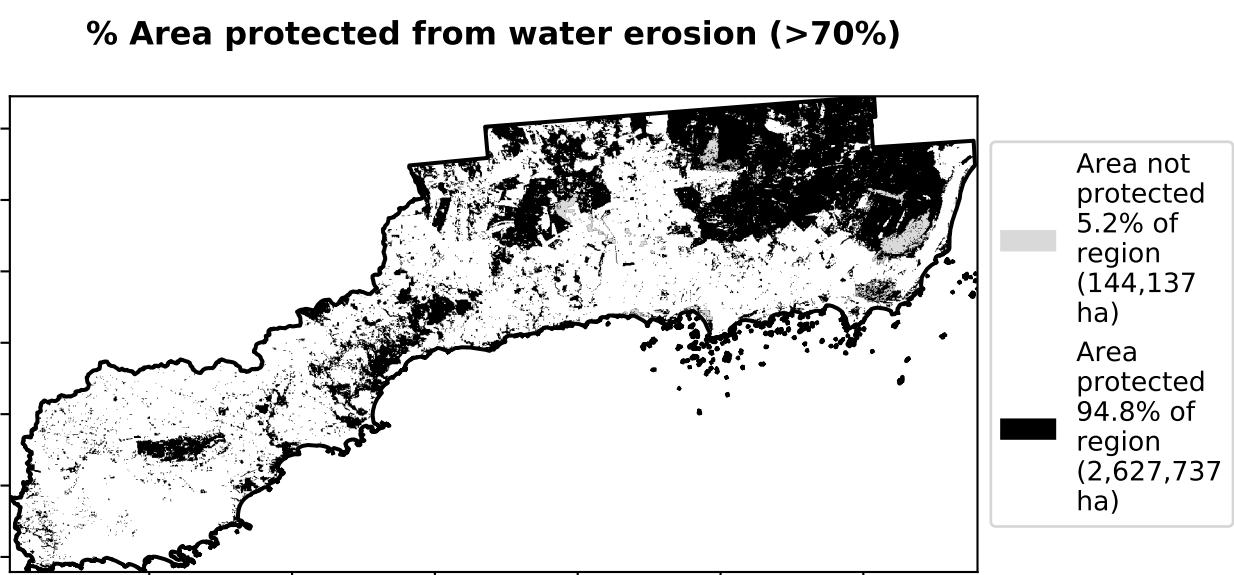 % Area protected from water erosion (>70%)
Area not
protected
5.2% of
region
(144,137
ha)
Area
protected
94.8% of
region
(2,627,737
ha)